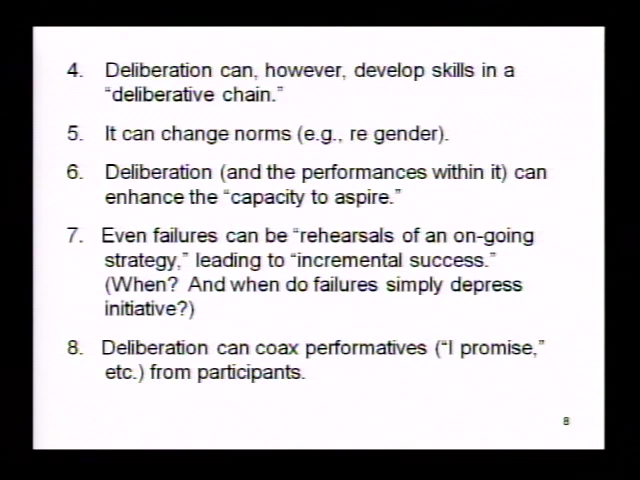 4. Deliberation can, however, develop skills in a
“deliberative chain.”
5. It can change norms (e.g., re gender).
6. Deliberation (and the performances within it) can
enhance the “capacity to aspire.”
7. Even failures can be “rehearsals of an on-going
strategy,” leading to “incremental success.”
(When? And when do failures simply depress
initiative?)
8. Deliberation can coax performatives (“I promise,”
etc.) from participants.
8